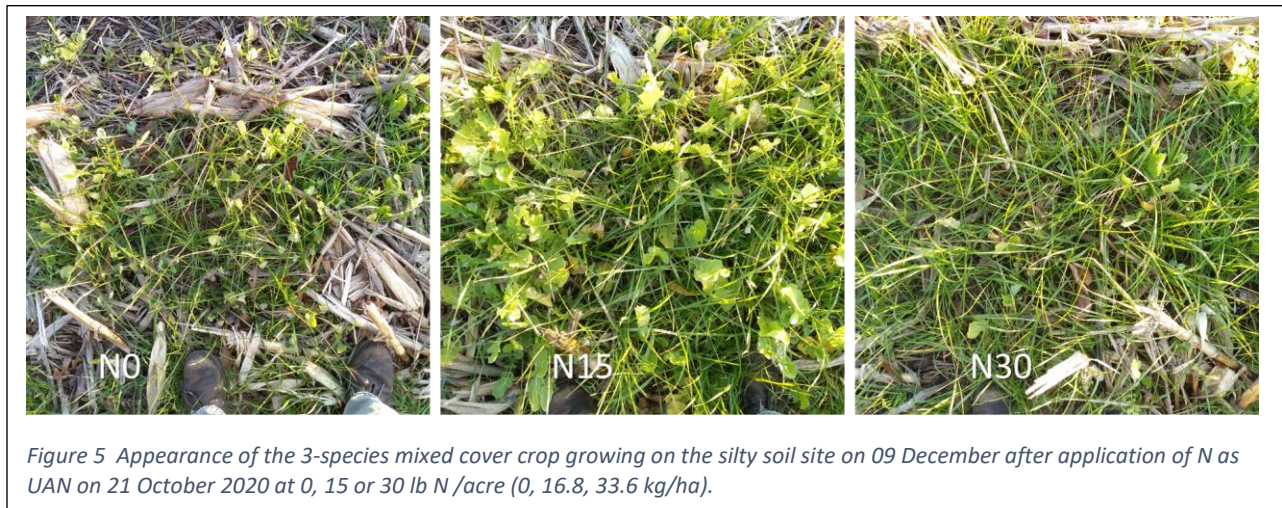 N0
N15
N30
Figure 5 Appearance of the 3-species mixed cover crop growing on the silty soil site on 09 December after application of N as
UAN on 21 October 2020 at 0, 15 or 30 lb N /acre (0, 16.8, 33.6 kg/ha).